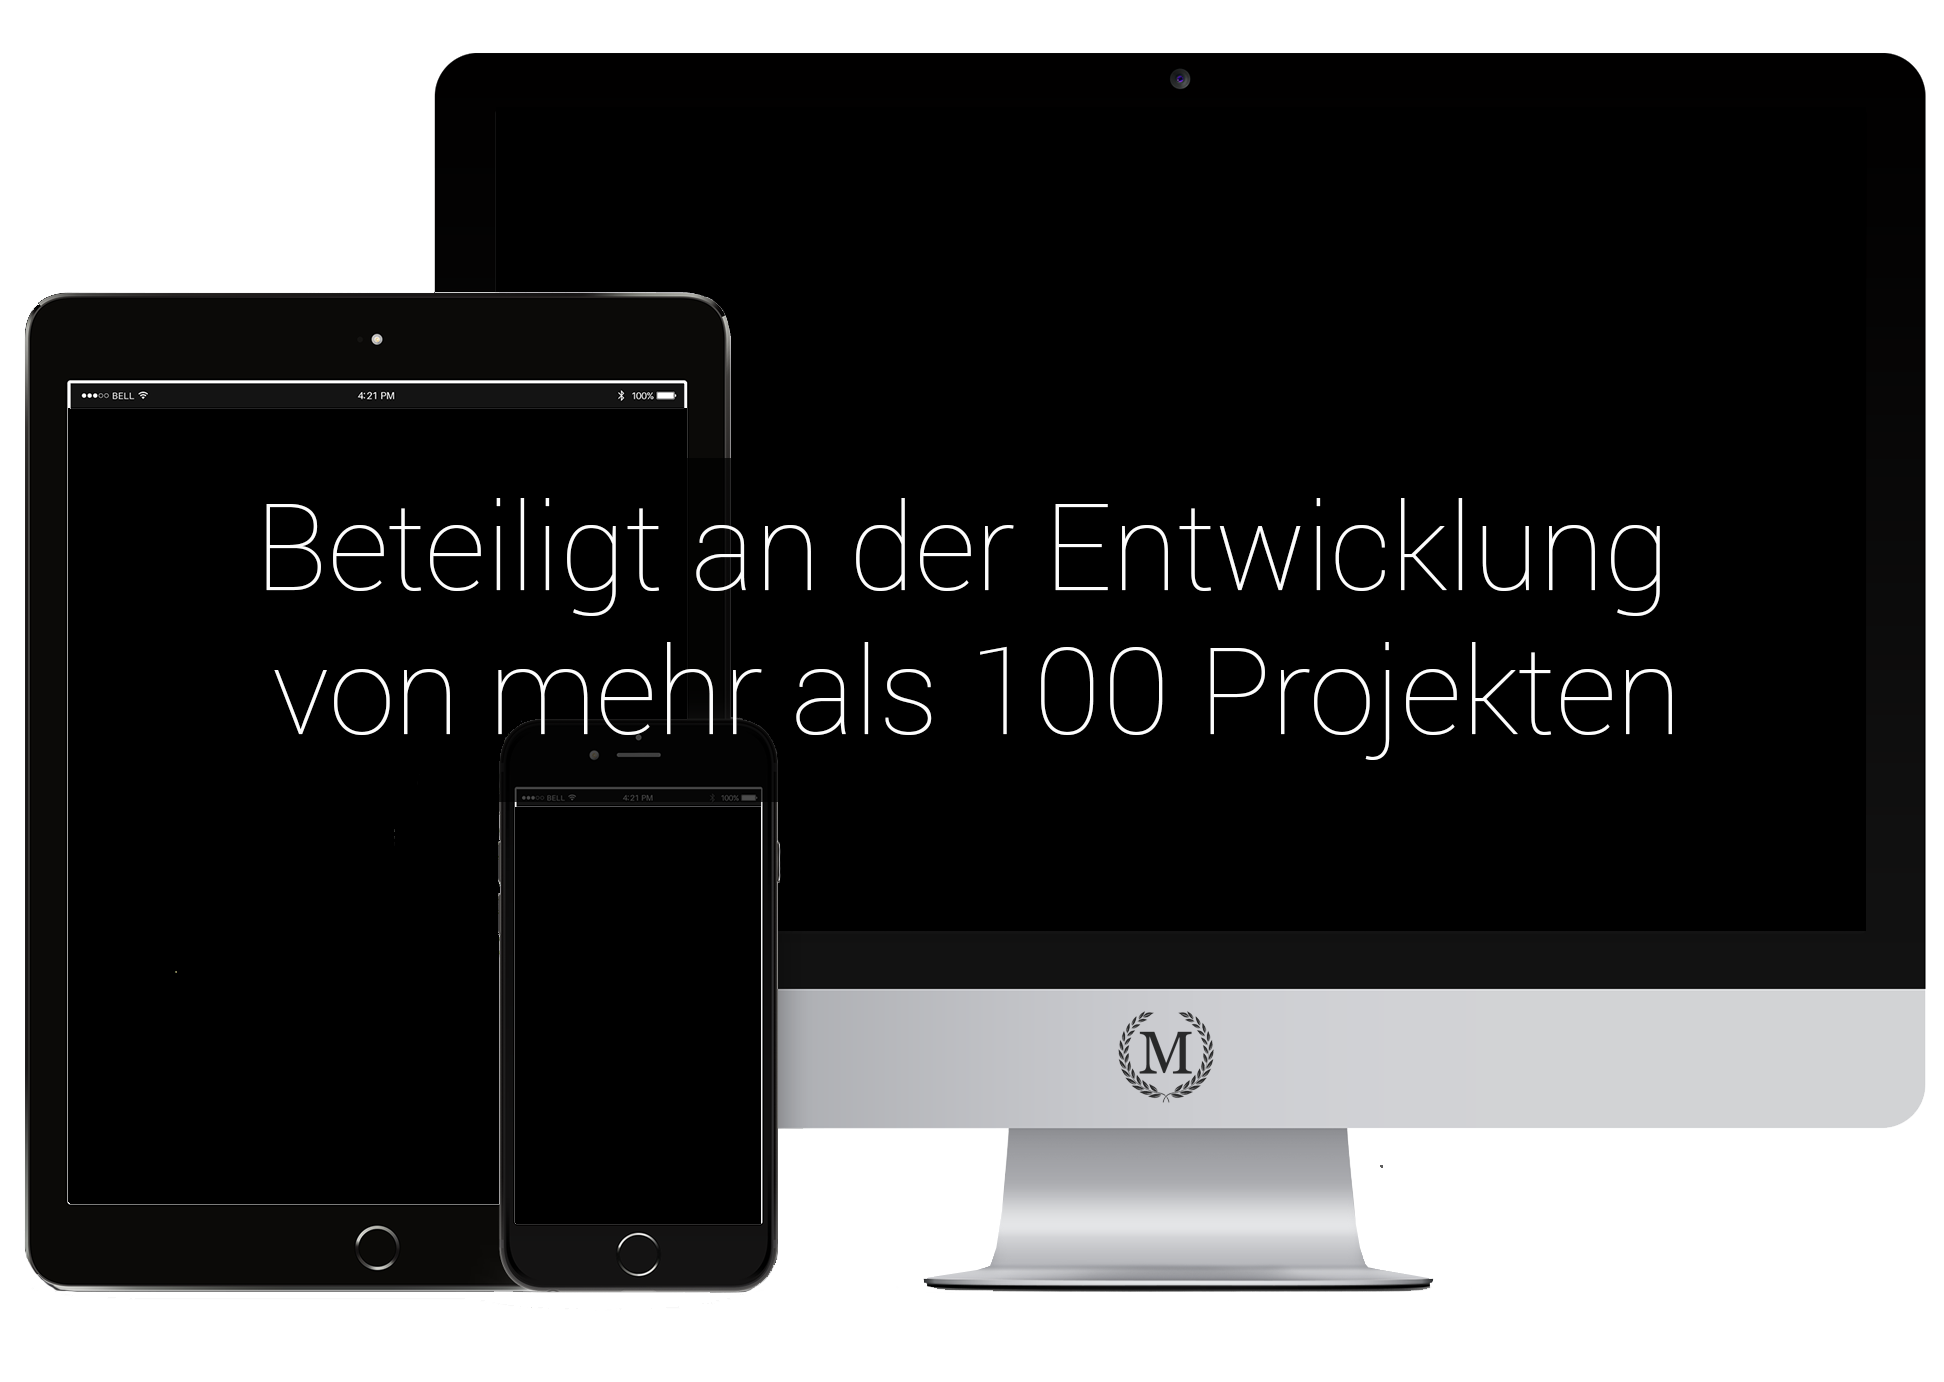 BELL 4:21 PM 100%
Beteiligt an der Entwicklung
von mehr als 100 Projekten
BELL 4:21 PM 100%
M